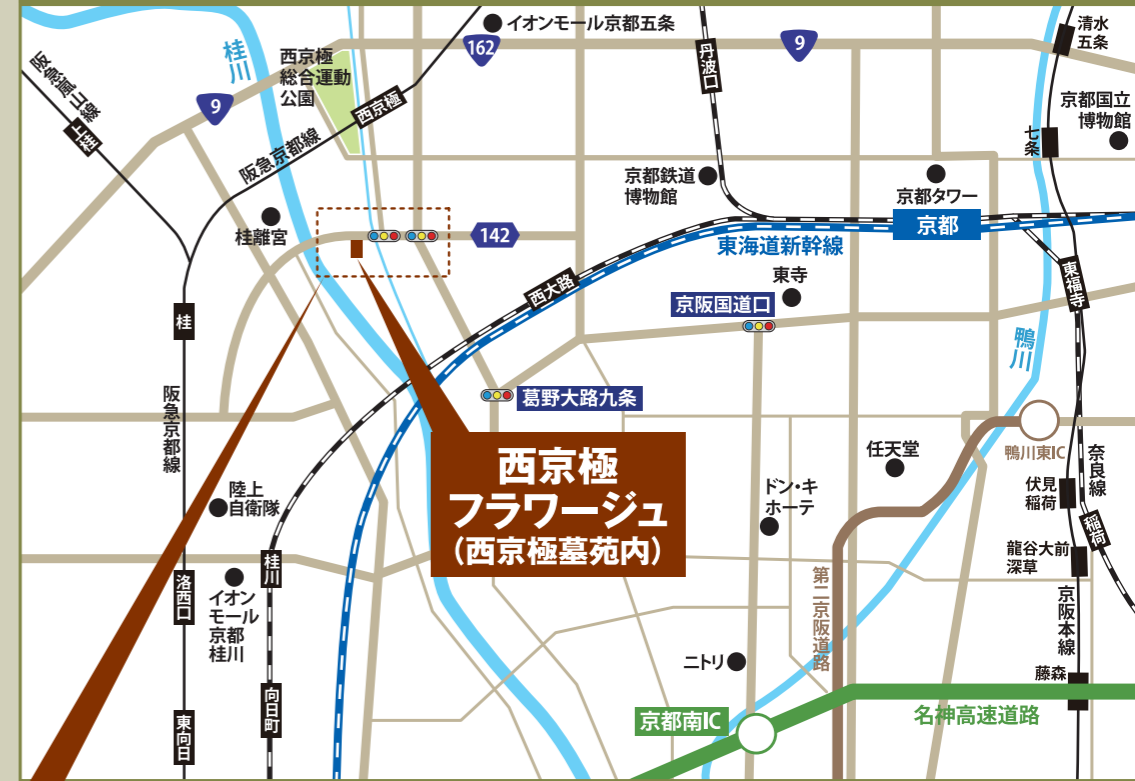 イオンモール京都五条
162
9
清水
五条
丹波口
桂川
西京極
総合運動
公園
阪急嵐山線
9
上桂
西京極
阪急京都線
京都国立
博物館
七条
京都鉄道
博物館
京都タワー
桂離宮
142
京都
東海道新幹線
東寺
西大路
京阪国道口
東福寺
桂
鴨川
葛野大路九条
阪急京都線
西京極
フラワージュ
(西京極墓苑内)
任天堂
鴨川東IC
奈良線
伏見
稲荷
稲荷
ドン・キ
ホーテ
陸上
自衛隊
龍谷大前
深草
桂川
洛西口
イオン
モール
京都
桂川
第二京阪道路
京阪本線
ニトリ
藤森
向日町
東向日
京都南IC
名神高速道路